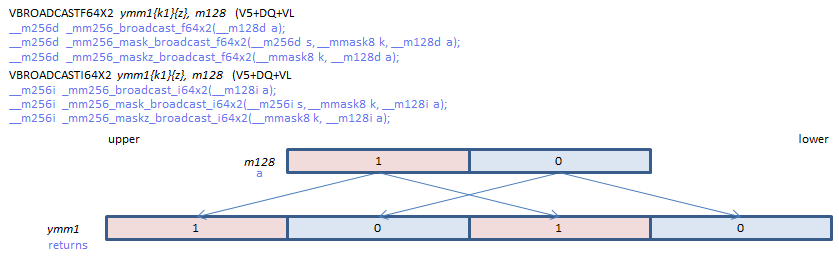 VBROADCASTF64X2 ymm1{k1}{z}, m128 (V5+DQ+VL
__m256d _mm256_broadcast_f64x2(__m128d a);
__m256d _mm256_mask_broadcast_f64x2(__m256d s, __mmask8 k, __m128d a);
__m256d _mm256_maskz_broadcast_f64x2(__mmask8 k, __m128d a);
VBROADCASTI64X2 ymm1{k1}{z}, m128 (V5+DQ+VL
__m256i _mm256_broadcast_i64x2(__m128i a);
__m256i _mm256_mask_broadcast_i64x2(__m256i s, __mmask8 k, __m128i a);
__m256i _mm256_maskz_broadcast_i64x2(__mmask8 k, __m128i a);
upper lower
m128 1 0
a
ymm1 1 0 1 0
returns